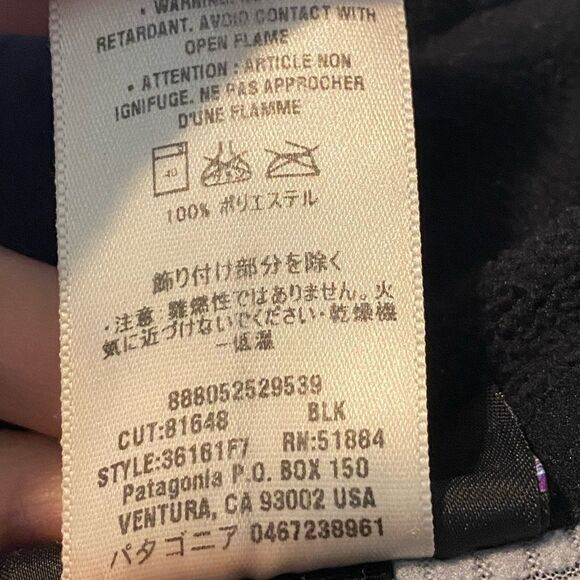 • WARNING:
RETARDANT. AVOID CONTACT WITH
OPEN FLAME
• ATTENTION : ARTICLE NON
IGNIFUGE. NE PAS APPROCHER
D'UNE FLAMME
40
100% ポリエステル
飾り付け部分を除く
・注意：難燃性ではありません。火
気に近づけないでください・乾燥機
－低温
888052529539
CUT:81648 BLK
STYLE:36161F7 RN:51884
Patagonia P.O. BOX 150
VENTURA, CA 93002 USA
パタゴニア 0467238961